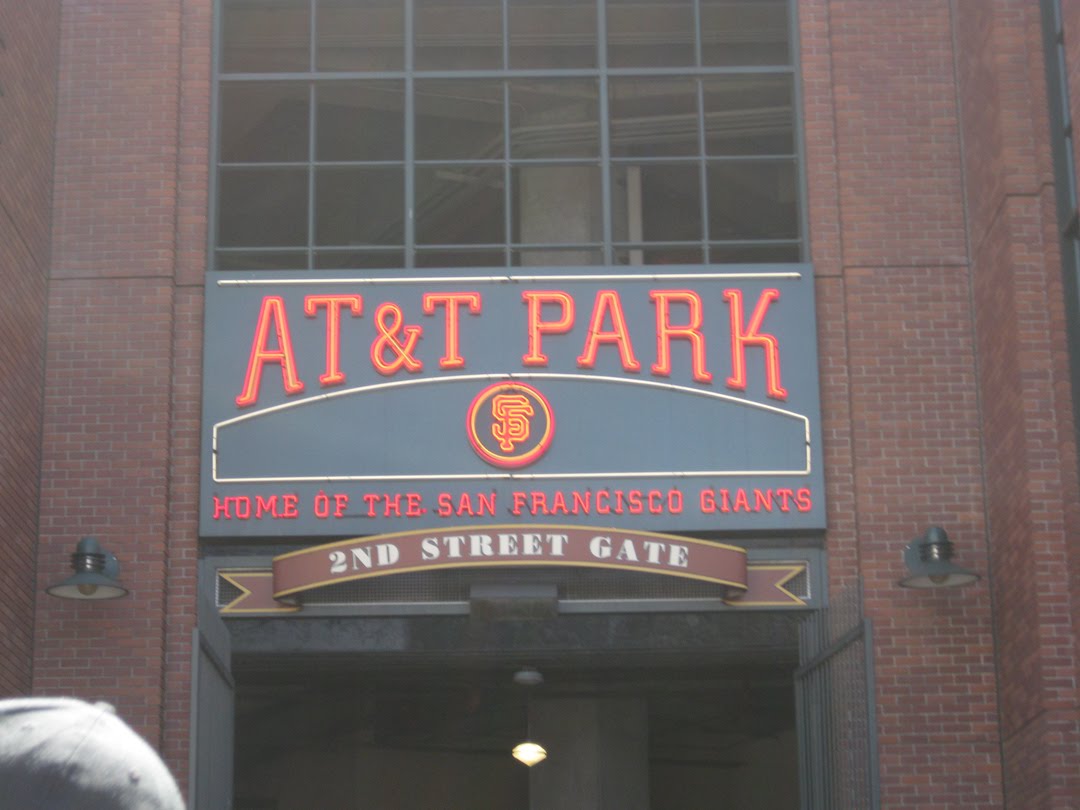 AT&T PARK
SF
HOME OF THE SAN FRANCISCO GIANTS
2ND STREET GATE